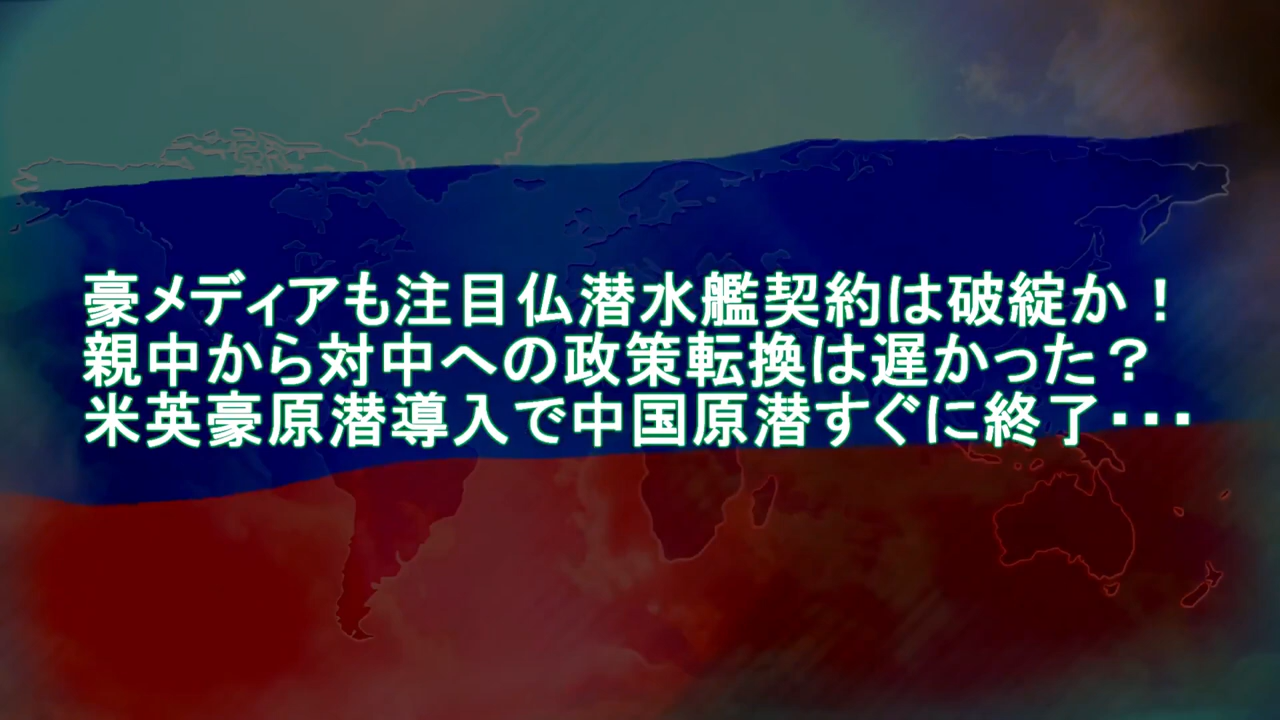 豪メディアも注目仏潜水艦契約は破綻か！
親中から対中への政策転換は遅かった？
米英豪原潜導入で中国原潜すぐに終了・・・